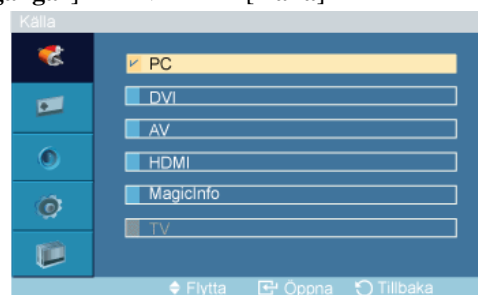 Källa
PC
DVI
AV
HDMI
MagicInfo
TV
Flytta Öppna Tillbaka